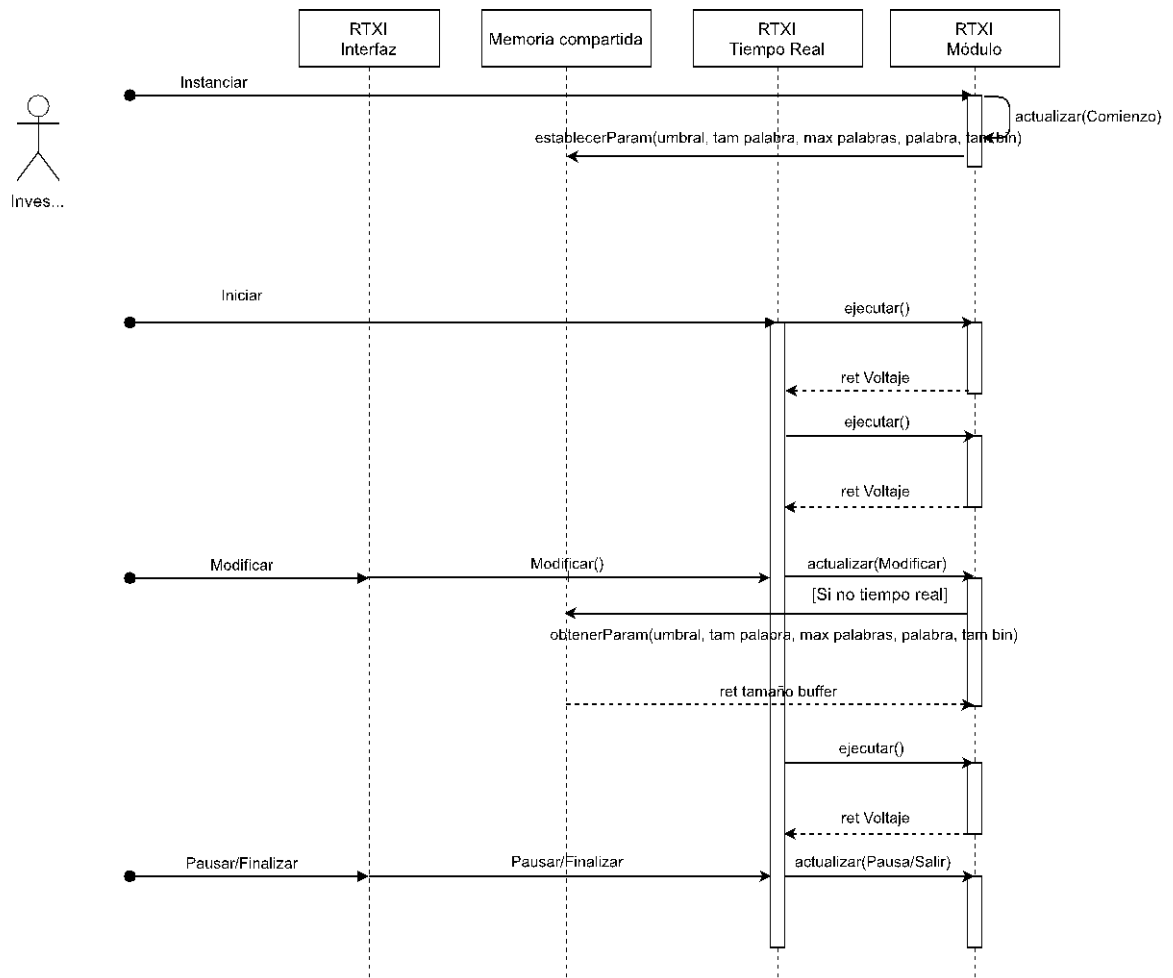 RTXI
Interfaz
Memoria compartida
RTXI
Tiempo Real
RTXI
Módulo
Instanciar
actualizar(Comienzo)
establecerParam(umbral, tam palabra, max palabras, palabra, tam bin)
Inves...
Iniciar
ejecutar()
ret Voltaje
ejecutar()
ret Voltaje
Modificar
Modificar()
actualizar(Modificar)
[Si no tiempo real]
obtenerParam(umbral, tam palabra, max palabras, palabra, tam bin)
ret tamaño buffer
ejecutar()
ret Voltaje
Pausar/Finalizar
Pausar/Finalizar
actualizar(Pausa/Salir)